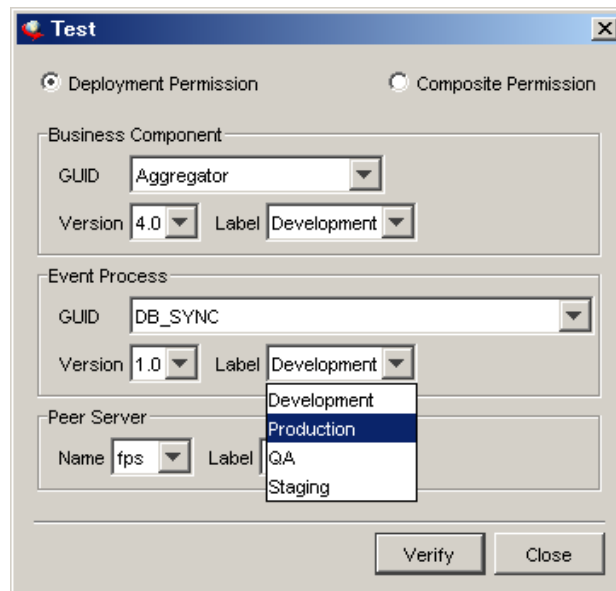 Test
Deployment Permission Composite Permission
Business Component
GUID Aggregator
Version 4.0 Label Development
Event Process
GUID DB_SYNC
Version 1.0 Label Development
Development
Production
QA
Staging
Peer Server
Name fps Label
Verify Close